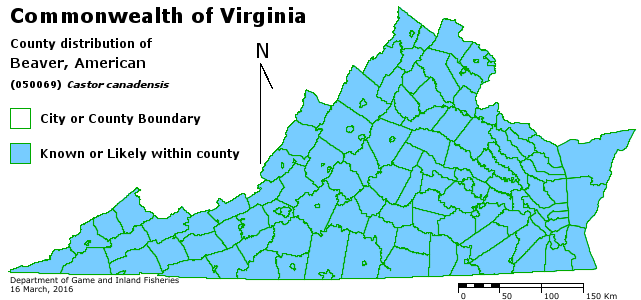 Commonwealth of Virginia
County distribution of
Beaver, American
(050069) Castor canadensis
N
City or County Boundary
Known or Likely within county
Department of Game and Inland Fisheries
16 March, 2016
0 50 100 150 Km